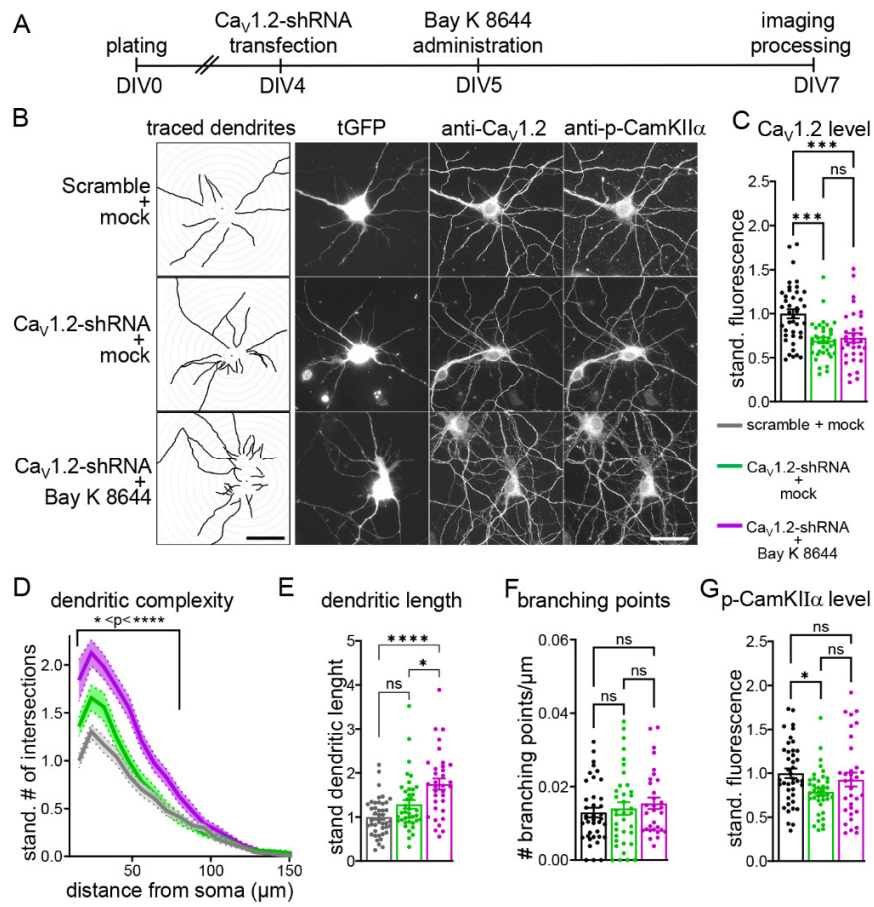 A
plating
CaV1.2-shRNA
transfection
Bay K 8644
administration
imaging
processing
DIV0
DIV4
DIV5
DIV7
B
traced dendrites
tGFP
anti-CaV1.2
anti-p-CamKIIα
Scramble
+
mock
CaV1.2-shRNA
+
mock
CaV1.2-shRNA
+
Bay K 8644
C
CaV1.2 level
***
ns
***
stand. fluorescence
2.5
2.0
1.5
1.0
0.5
0.0
scramble + mock
CaV1.2-shRNA
+
mock
CaV1.2-shRNA
+
Bay K 8644
D
dendritic complexity
* <p< ****
stand. # of intersections
2.0
1.5
1.0
0.5
0.0
50
100
150
distance from soma (µm)
E
dendritic length
****
*
ns
stand dendritic lenght
5
4
3
2
1
0
F
branching points
ns
ns
ns
# branching points/µm
0.06
0.04
0.02
0.00
G
p-CamKIIα level
ns
ns
*
stand. fluorescence
2.5
2.0
1.5
1.0
0.5
0.0